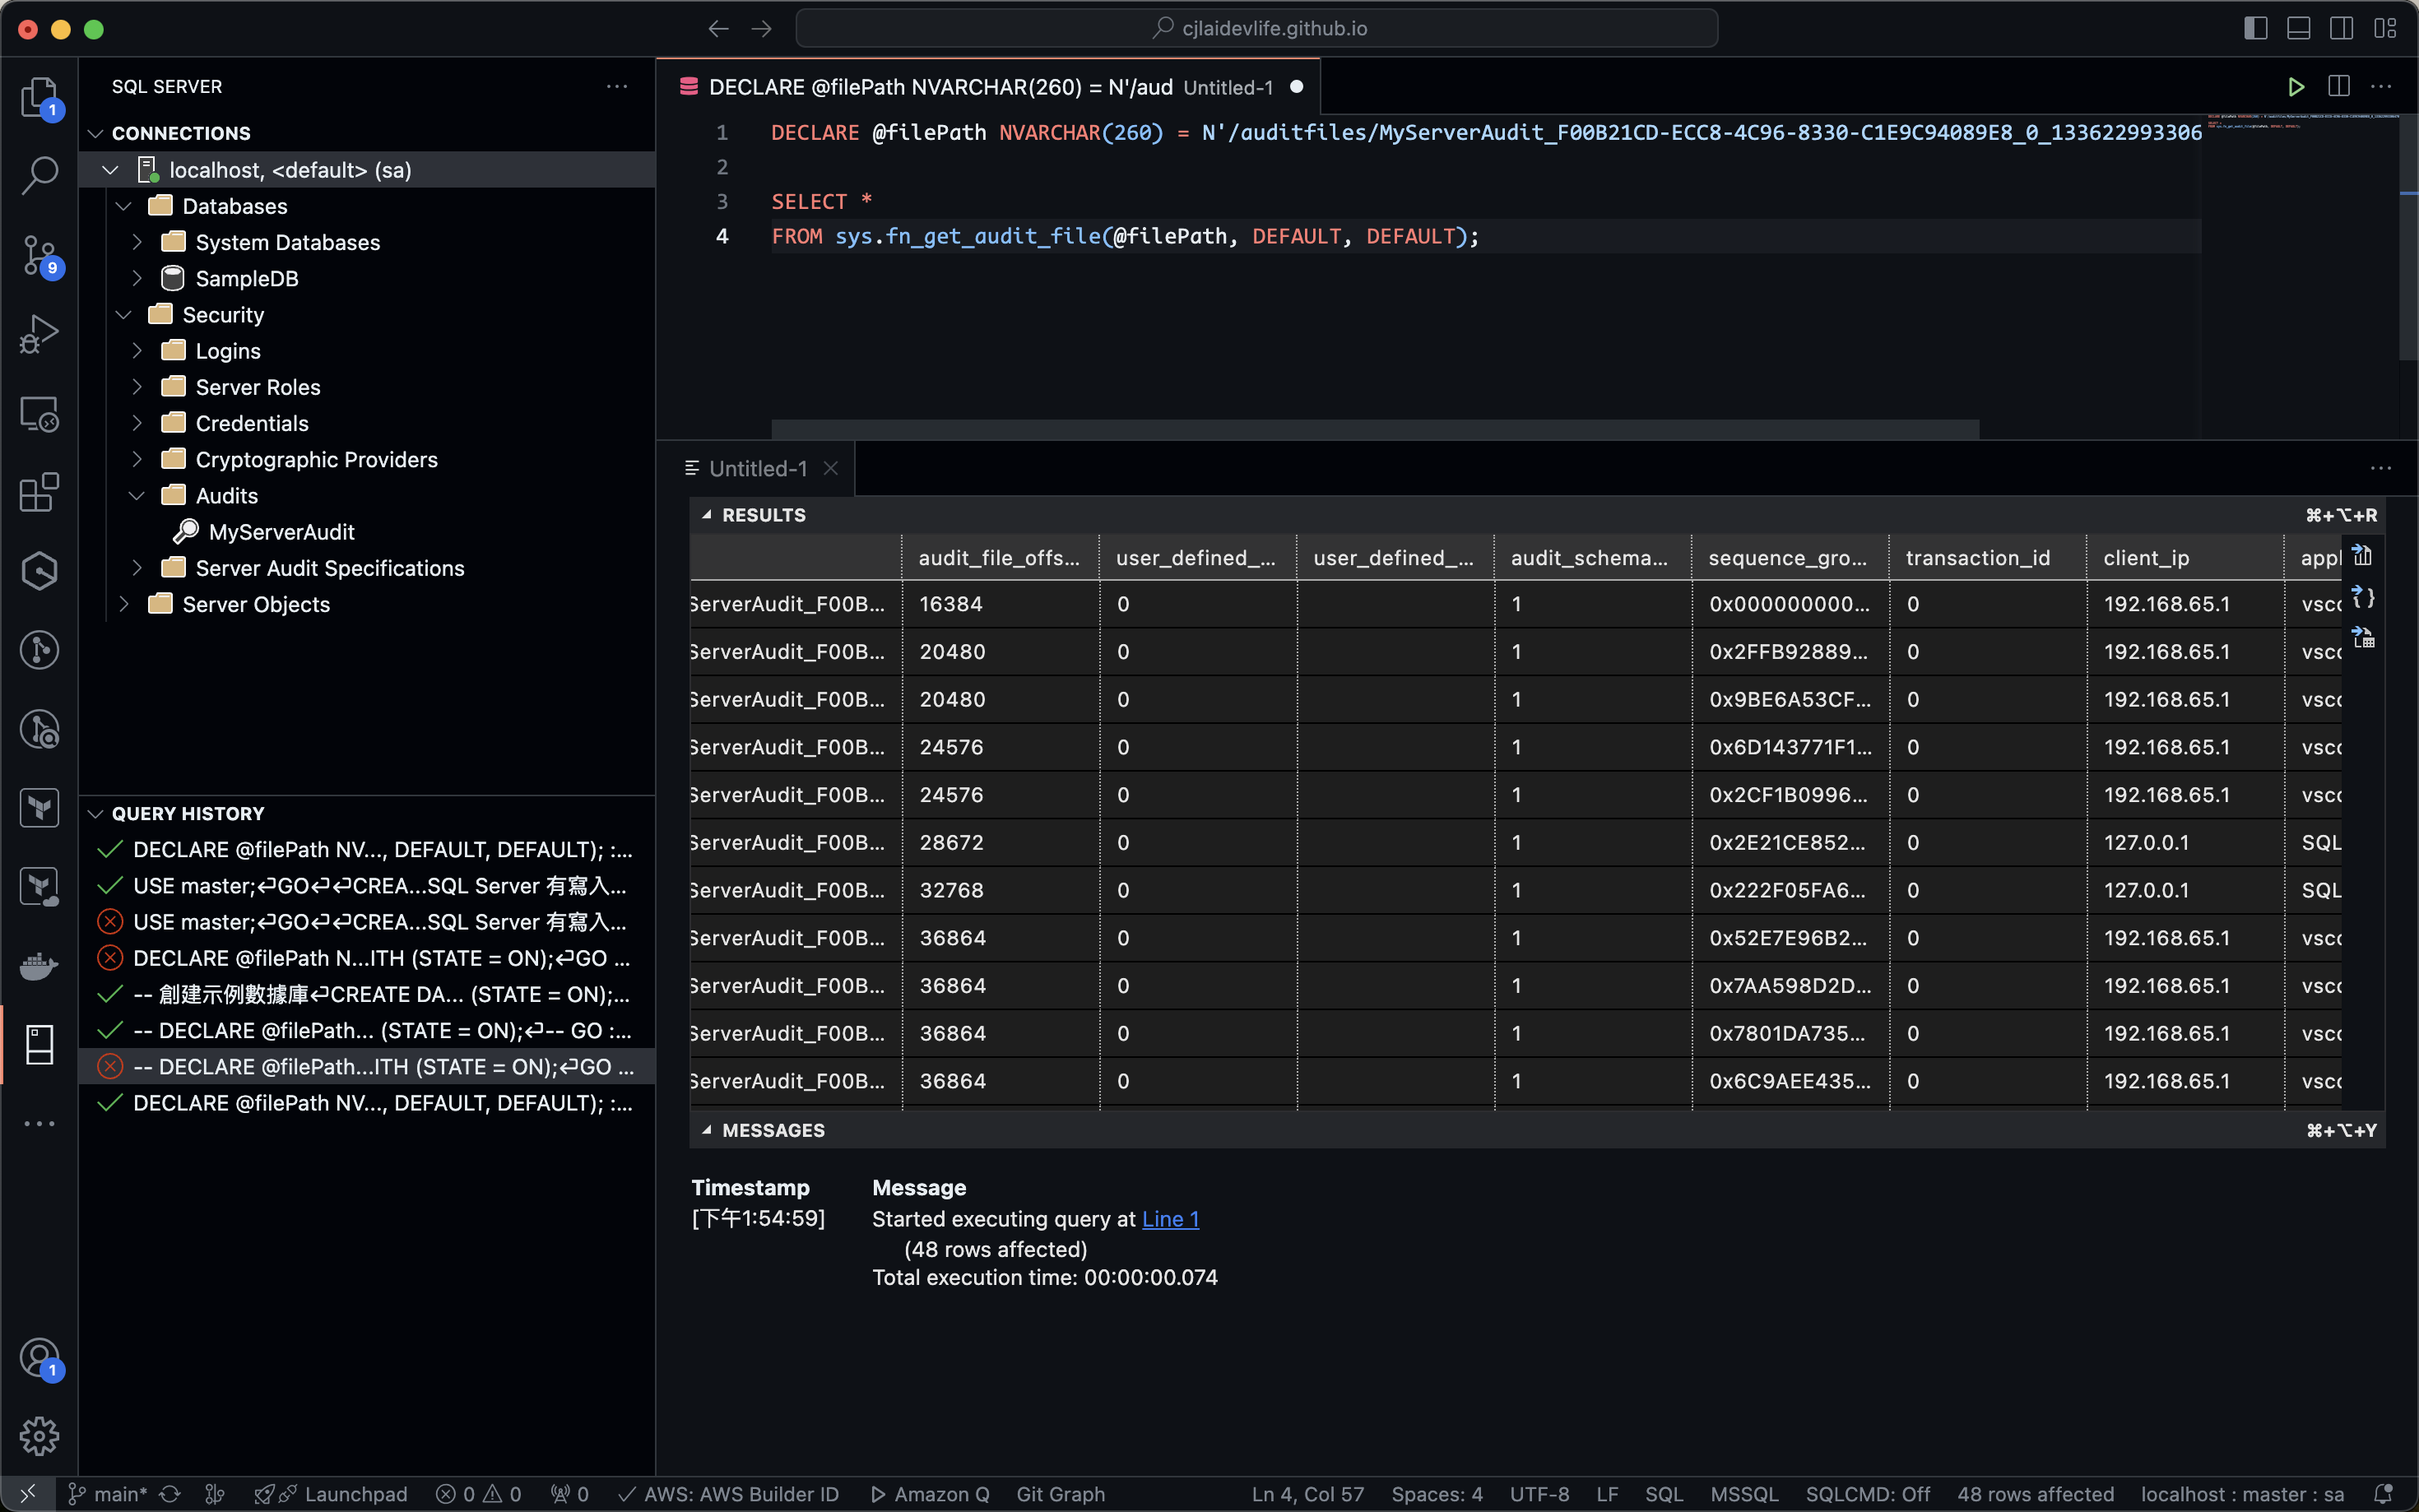 cjlaidevlife.github.io
SQL SERVER
CONNECTIONS
localhost, <default> (sa)
Databases
System Databases
SampleDB
Security
Logins
Server Roles
Credentials
Cryptographic Providers
Audits
MyServerAudit
Server Audit Specifications
Server Objects
QUERY HISTORY
DECLARE @filePath NV..., DEFAULT, DEFAULT); :...
USE master;⏎GO⏎⏎CREA...SQL Server 有寫入...
USE master;⏎GO⏎⏎CREA...SQL Server 有寫入...
DECLARE @filePath N...ITH (STATE = ON);⏎GO ...
-- 創建示例數據庫⏎CREATE DA... (STATE = ON);...
-- DECLARE @filePath... (STATE = ON);⏎-- GO :...
-- DECLARE @filePath...ITH (STATE = ON);⏎GO ...
DECLARE @filePath NV..., DEFAULT, DEFAULT); :...
1
9
1
DECLARE @filePath NVARCHAR(260) = N'/aud Untitled-1
1 DECLARE @filePath NVARCHAR(260) = N'/auditfiles/MyServerAudit_F00B21CD-ECC8-4C96-8330-C1E9C94089E8_0_133622993306
2
3 SELECT *
4 FROM sys.fn_get_audit_file(@filePath, DEFAULT, DEFAULT);
Untitled-1
RESULTS ⌘+⌥+R
audit_file_offs... user_defined_... user_defined_... audit_schema... sequence_gro... transaction_id client_ip appl
ServerAudit_F00B... 16384 0 1 0x000000000... 0 192.168.65.1 vsco
ServerAudit_F00B... 20480 0 1 0x2FFB92889... 0 192.168.65.1 vsco
ServerAudit_F00B... 20480 0 1 0x9BE6A53CF... 0 192.168.65.1 vsco
ServerAudit_F00B... 24576 0 1 0x6D143771F1... 0 192.168.65.1 vsco
ServerAudit_F00B... 24576 0 1 0x2CF1B0996... 0 192.168.65.1 vsco
ServerAudit_F00B... 28672 0 1 0x2E21CE852... 0 127.0.0.1 SQL
ServerAudit_F00B... 32768 0 1 0x222F05FA6... 0 127.0.0.1 SQL
ServerAudit_F00B... 36864 0 1 0x52E7E96B2... 0 192.168.65.1 vsco
ServerAudit_F00B... 36864 0 1 0x7AA598D2D... 0 192.168.65.1 vsco
ServerAudit_F00B... 36864 0 1 0x7801DA735... 0 192.168.65.1 vsco
ServerAudit_F00B... 36864 0 1 0x6C9AEE435... 0 192.168.65.1 vsco
MESSAGES ⌘+⌥+Y
Timestamp Message
[下午1:54:59] Started executing query at Line 1
(48 rows affected)
Total execution time: 00:00:00.074
main* Launchpad 0 0 0 AWS: AWS Builder ID Amazon Q Git Graph Ln 4, Col 57 Spaces: 4 UTF-8 LF SQL MSSQL SQLCMD: Off 48 rows affected localhost : master : sa